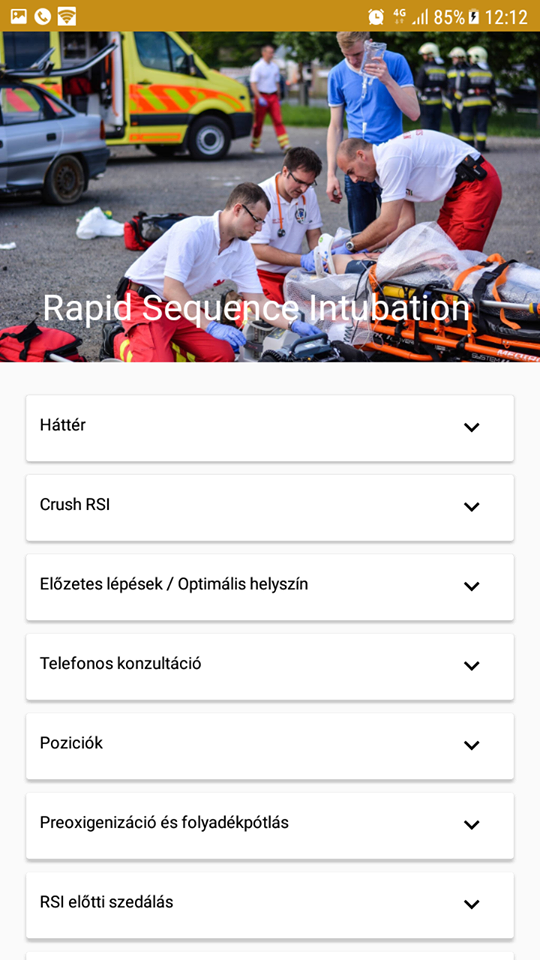 4G 85% 12:12
Rapid Sequence Intubation
SYSTEM
Háttér
Crush RSI
Előzetes lépések / Optimális helyszín
Telefonos konzultáció
Poziciók
Preoxigenizáció és folyadékpótlás
RSI előtti szedálás